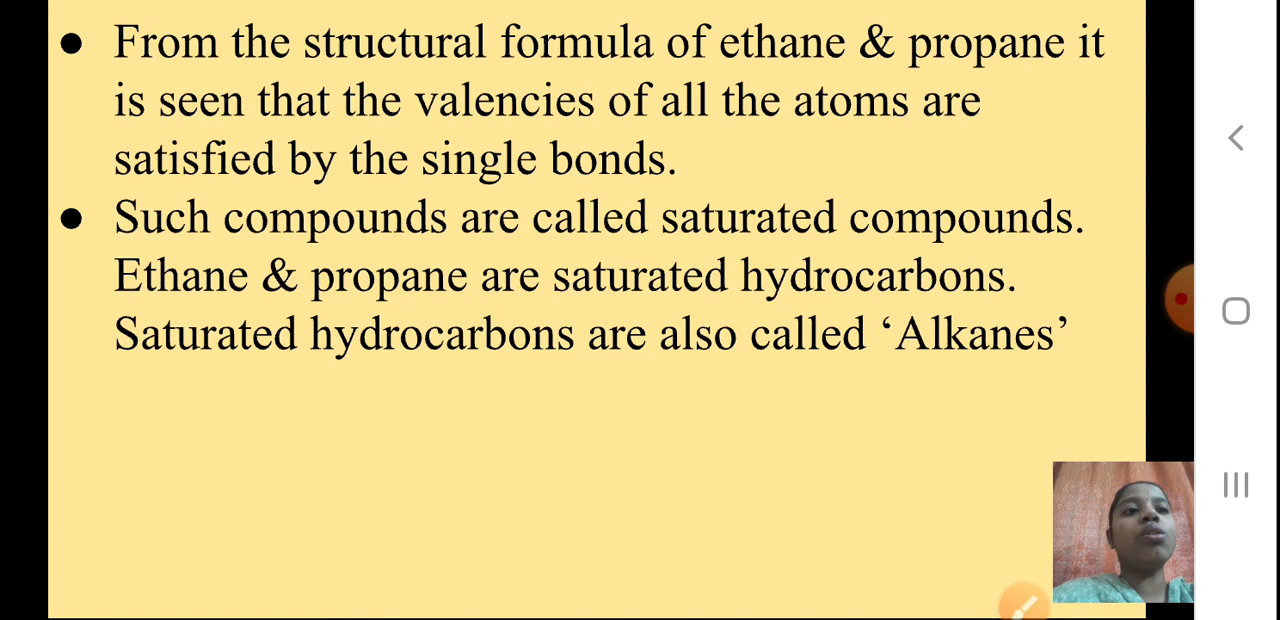 ● From the structural formula of ethane & propane it
is seen that the valencies of all the atoms are
satisfied by the single bonds.
● Such compounds are called saturated compounds.
Ethane & propane are saturated hydrocarbons.
Saturated hydrocarbons are also called ‘Alkanes’